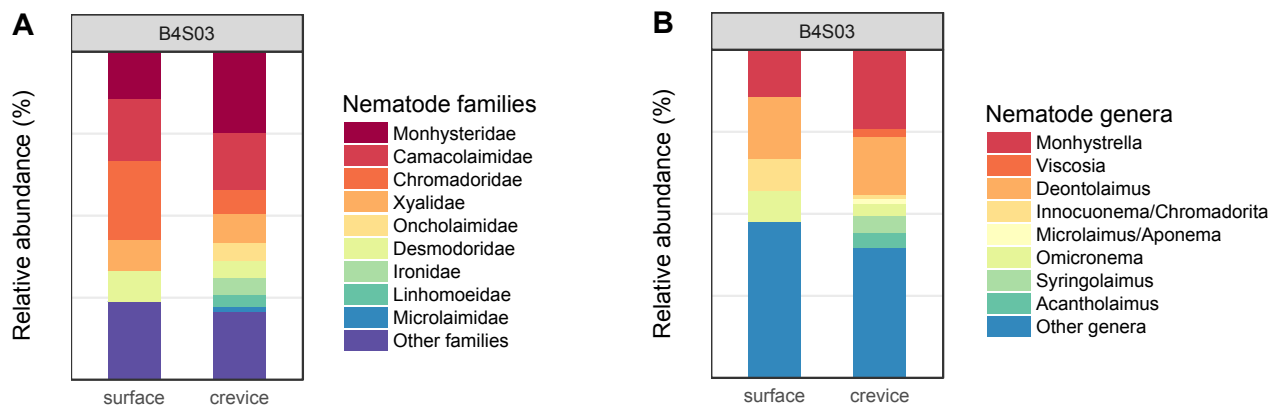 A
B4S03
Relative abundance (%)
surface
crevice
Nematode families
Monhysteridae
Camacolaimidae
Chromadoridae
Xyalidae
Oncholaimidae
Desmodoridae
Ironidae
Linhomoeidae
Microlaimidae
Other families
B
B4S03
Relative abundance (%)
surface
crevice
Nematode genera
Monhystrella
Viscosia
Deontolaimus
Innocuonema/Chromadorita
Microlaimus/Aponema
Omicronema
Syringolaimus
Acantholaimus
Other genera